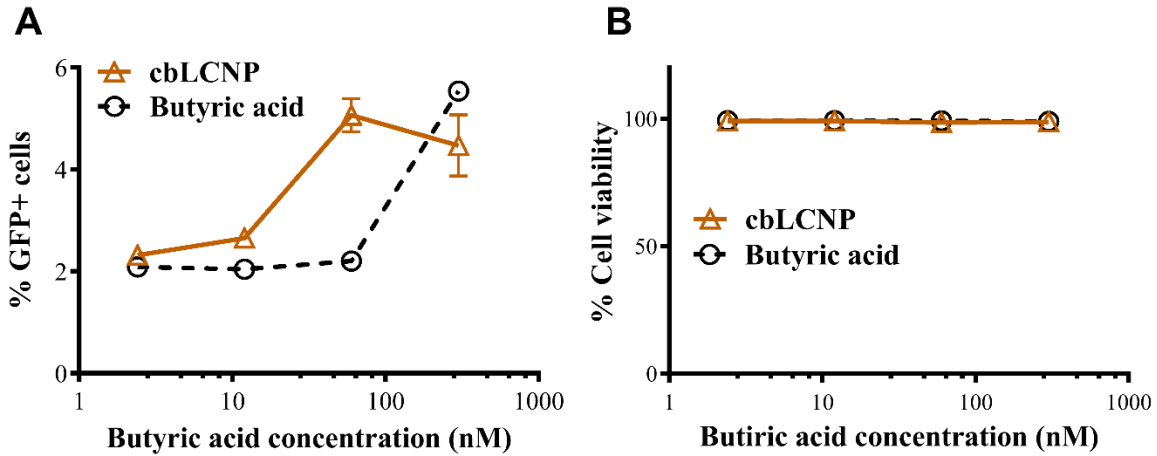 A
% GFP+ cells
6
4
2
0
cbLCNP
Butyric acid
1
10
100
1000
Butyric acid concentration (nM)
B
% Cell viability
100
50
0
cbLCNP
Butyric acid
1
10
100
1000
Butiric acid concentration (nM)